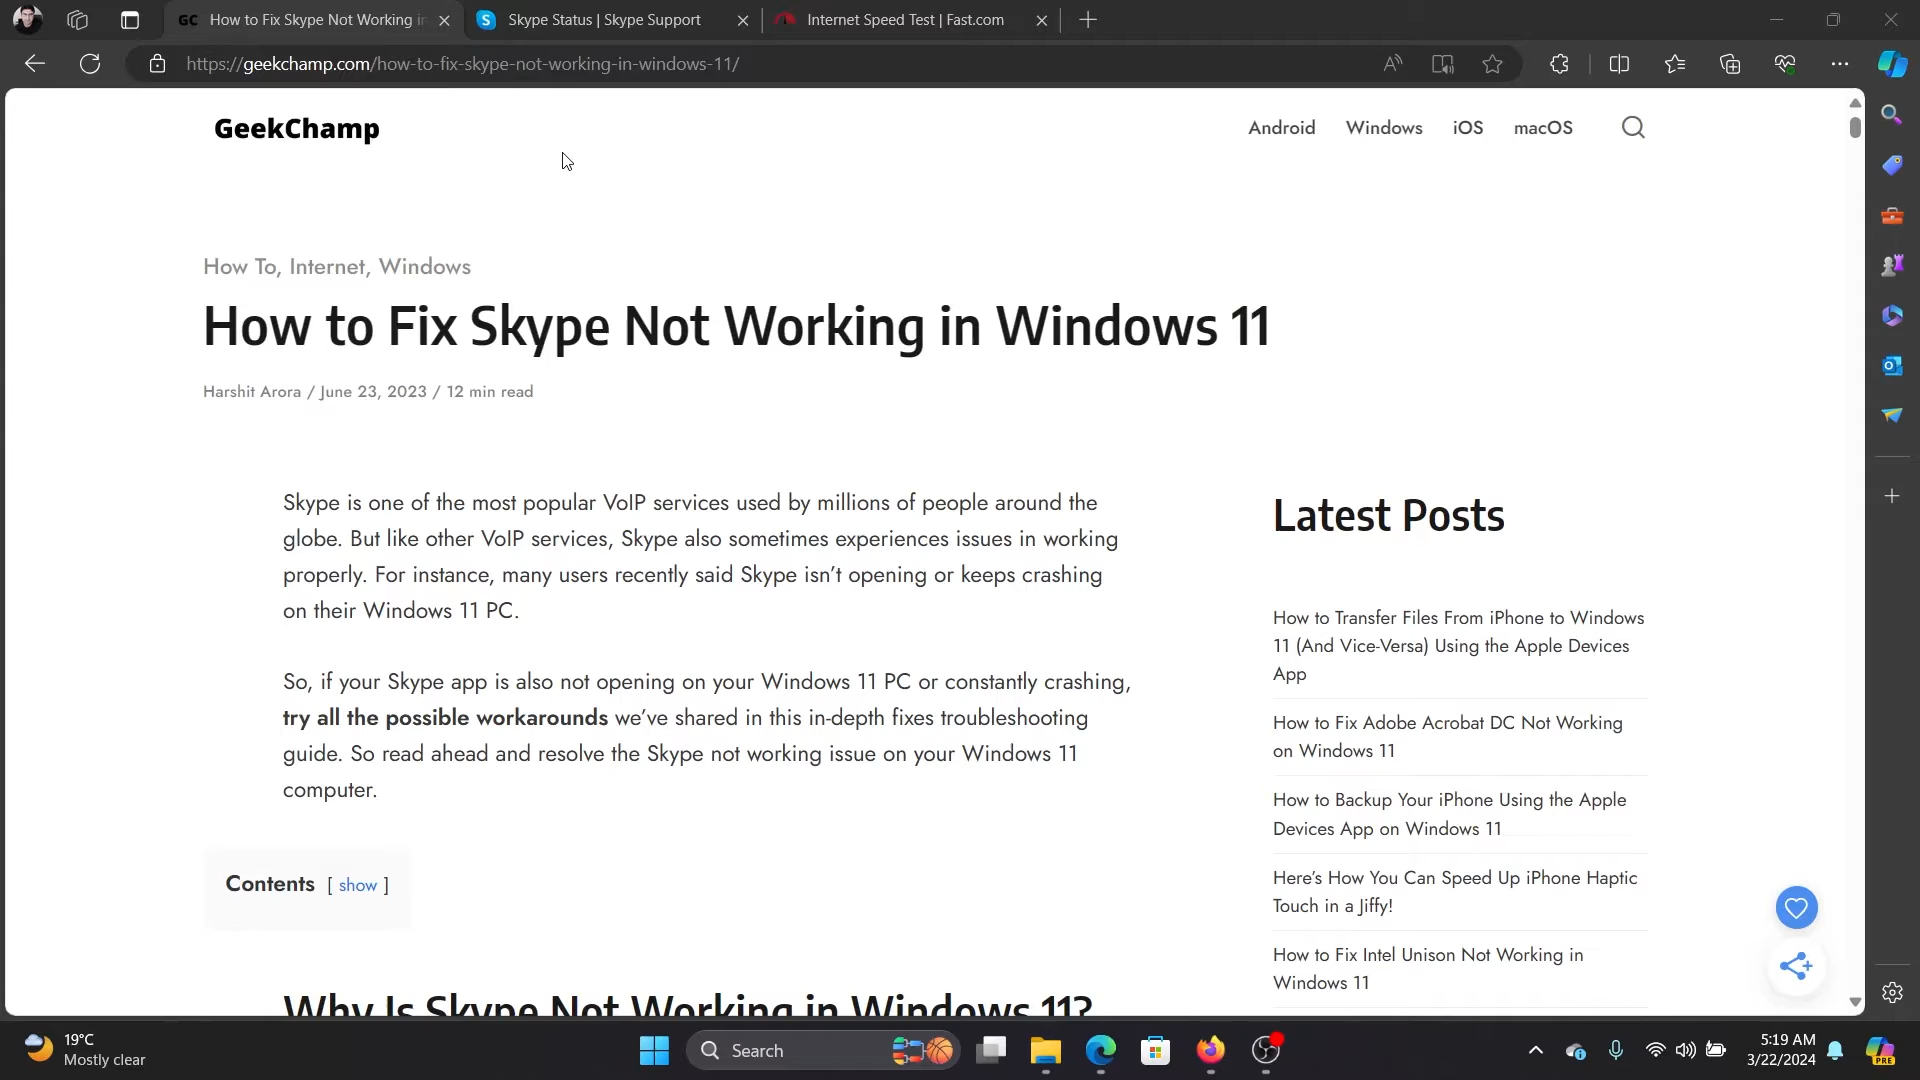 How to Fix Skype Not Working in
Skype Status | Skype Support
Internet Speed Test | Fast.com
https://geekchamp.com/how-to-fix-skype-not-working-in-windows-11/
GeekChamp
Android
Windows
iOS
macOS
How To, Internet, Windows
How to Fix Skype Not Working in Windows 11
Harshit Arora / June 23, 2023 / 12 min read
Skype is one of the most popular VoIP services used by millions of people around the
globe. But like other VoIP services, Skype also sometimes experiences issues in working
properly. For instance, many users recently said Skype isn’t opening or keeps crashing
on their Windows 11 PC.
So, if your Skype app is also not opening on your Windows 11 PC or constantly crashing,
try all the possible workarounds we’ve shared in this in-depth fixes troubleshooting
guide. So read ahead and resolve the Skype not working issue on your Windows 11
computer.
Contents [ show ]
Why Is Skype Not Working in Windows 11?
Latest Posts
How to Transfer Files From iPhone to Windows
11 (And Vice-Versa) Using the Apple Devices
App
How to Fix Adobe Acrobat DC Not Working
on Windows 11
How to Backup Your iPhone Using the Apple
Devices App on Windows 11
Here’s How You Can Speed Up iPhone Haptic
Touch in a Jiffy!
How to Fix Intel Unison Not Working in
Windows 11
19°C
Mostly clear
Search
5:19 AM
3/22/2024
PRE